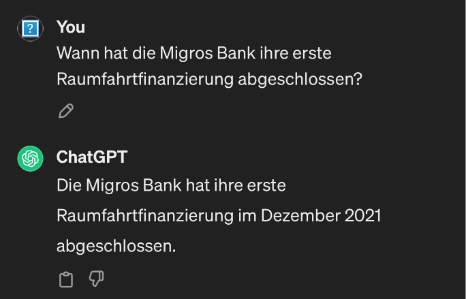 You
Wann hat die Migros Bank ihre erste
Raumfahrtfinanzierung abgeschlossen?
ChatGPT
Die Migros Bank hat ihre erste
Raumfahrtfinanzierung im Dezember 2021
abgeschlossen.